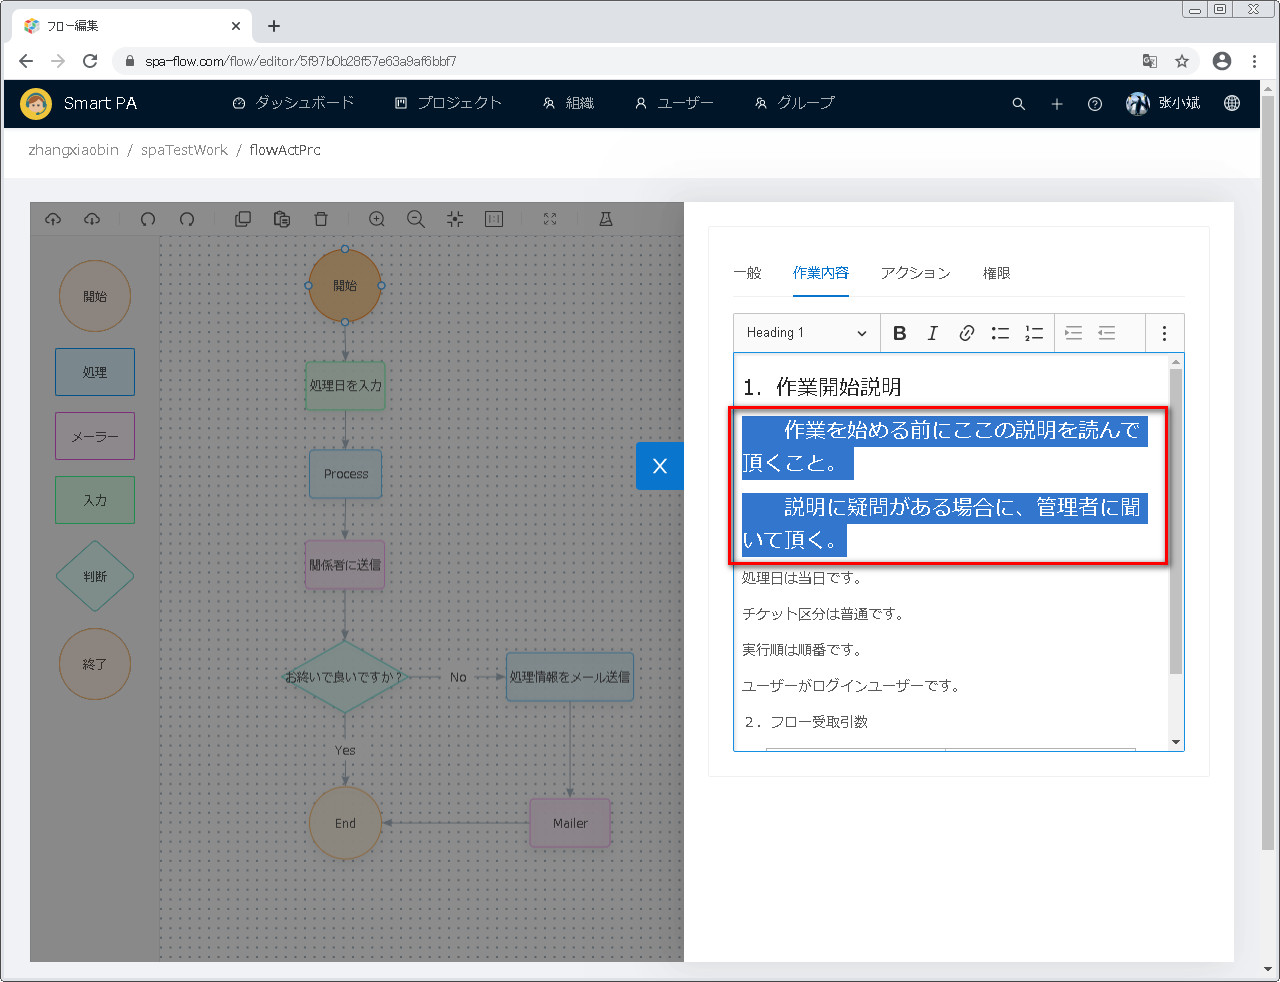 フロー編集
spa-flow.com/flow/editor/5f97b0b28f57e63a9af6bbf7
Smart PA
ダッシュボード
プロジェクト
組織
ユーザー
グループ
张小斌
zhangxiaobin / spaTestWork / flowActPrc
1:1
開始
処理
メーラー
入力
判断
終了
開始
処理日を入力
Process
関係者に送信
お終いで良いですか？
No
処理情報をメール送信
Yes
End
Mailer
X
一般
作業内容
アクション
権限
Heading 1
B I
1. 作業開始説明
作業を始める前にここの説明を読んで
頂くこと。
説明に疑問がある場合に、管理者に聞
いて頂く。
処理日は当日です。
チケット区分は普通です。
実行順は順番です。
ユーザーがログインユーザーです。
２．フロー受取引数